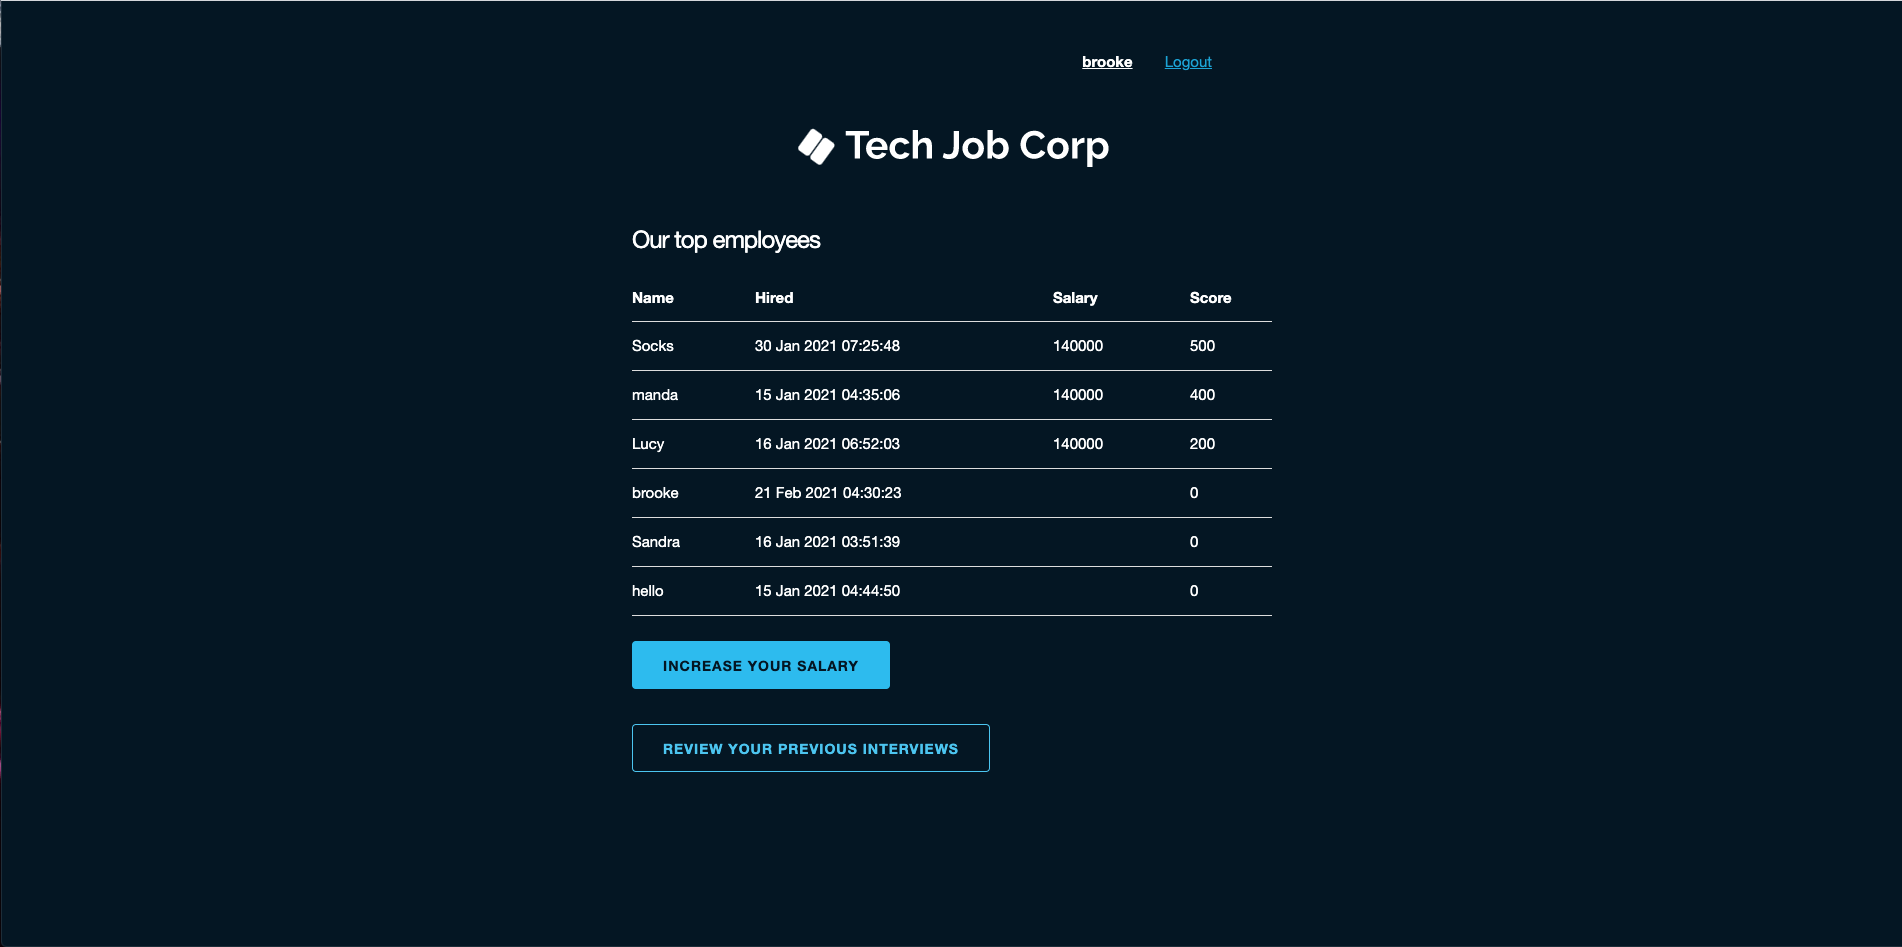 brooke Logout
Tech Job Corp
Our top employees
Name Hired Salary Score
Socks 30 Jan 2021 07:25:48 140000 500
manda 15 Jan 2021 04:35:06 140000 400
Lucy 16 Jan 2021 06:52:03 140000 200
brooke 21 Feb 2021 04:30:23 0
Sandra 16 Jan 2021 03:51:39 0
hello 15 Jan 2021 04:44:50 0
INCREASE YOUR SALARY
REVIEW YOUR PREVIOUS INTERVIEWS